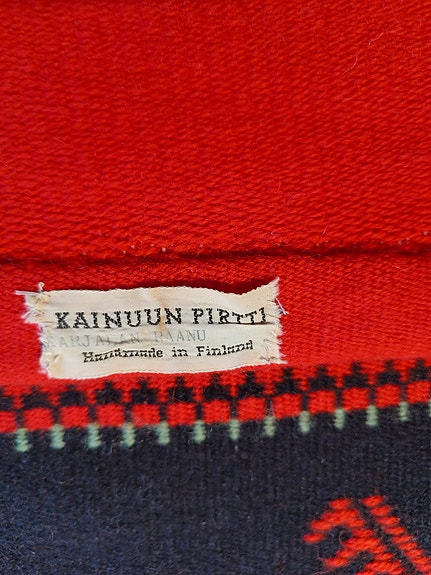 KAINUUN PIRTTI
KARJALAN RAANU
Handmade in Finland